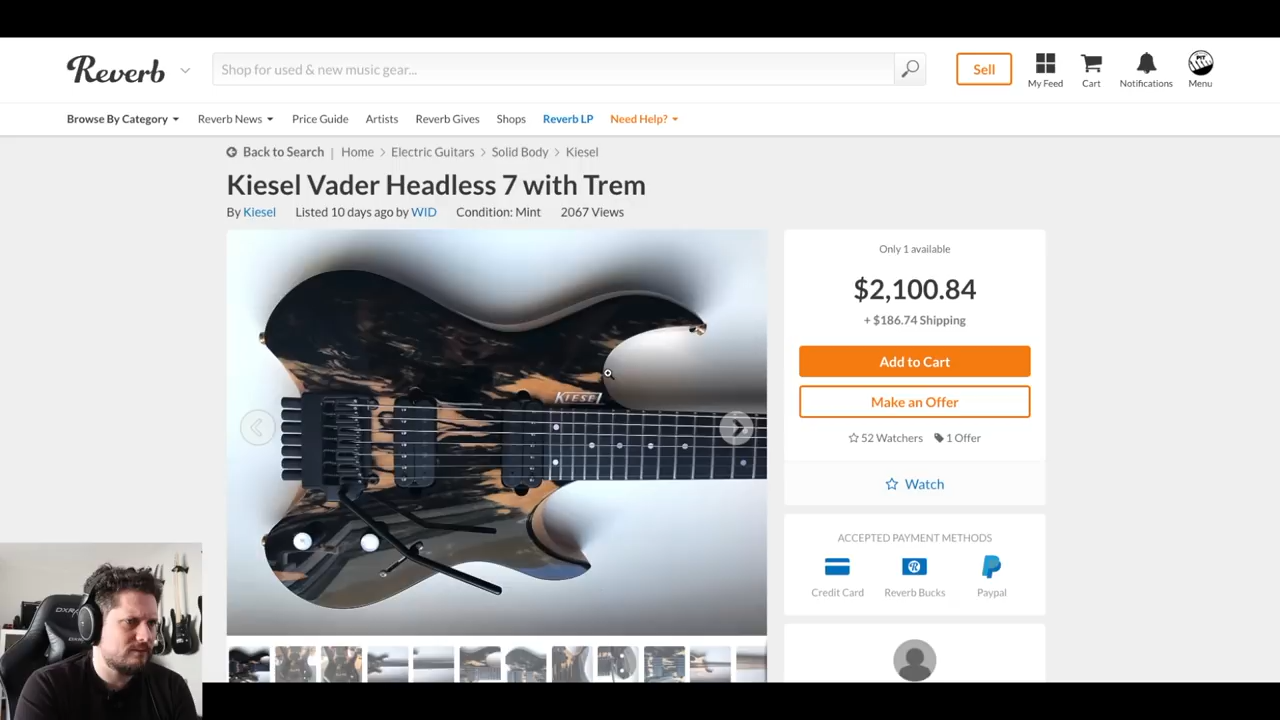 Reverb
Shop for used & new music gear...
Sell
My Feed
Cart
Notifications
Menu
Browse By Category
Reverb News
Price Guide
Artists
Reverb Gives
Shops
Reverb LP
Need Help?
Back to Search | Home > Electric Guitars > Solid Body > Kiesel
Kiesel Vader Headless 7 with Trem
By Kiesel Listed 10 days ago by WID Condition: Mint 2067 Views
Only 1 available
$2,100.84
+ $186.74 Shipping
Add to Cart
Make an Offer
52 Watchers 1 Offer
Watch
ACCEPTED PAYMENT METHODS
Credit Card
Reverb Bucks
Paypal
KIESEL
DXR